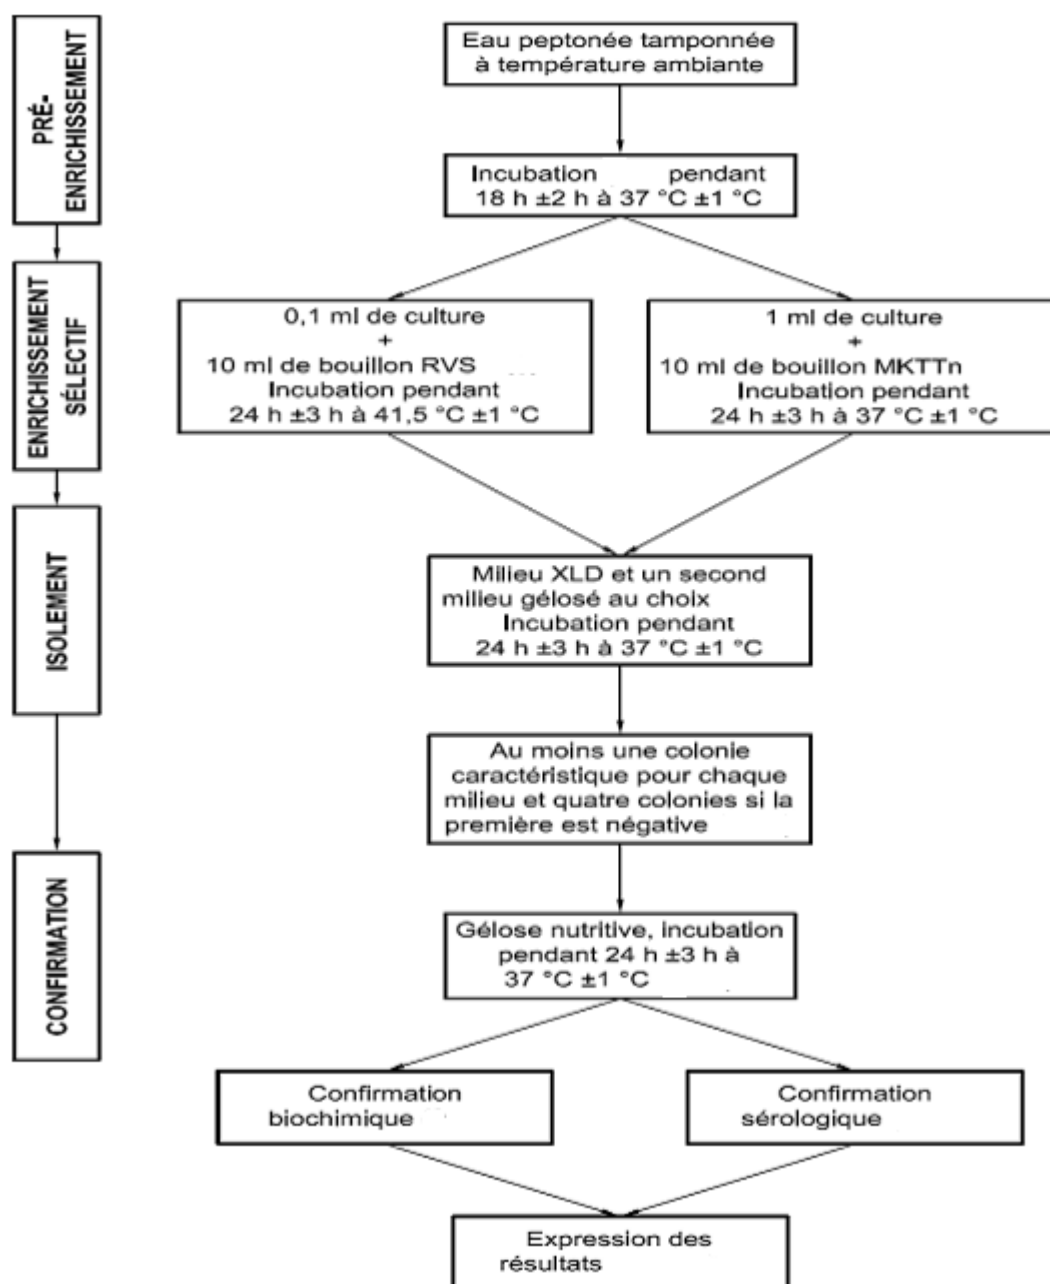 PRÉ-
ENRICHISSEMENT
Eau peptonée tamponnée
à température ambiante
Incubation pendant
18 h ±2 h à 37 °C ±1 °C
ENRICHISSEMENT
SÉLECTIF
0,1 ml de culture
+
10 ml de bouillon RVS
Incubation pendant
24 h ±3 h à 41,5 °C ±1 °C
1 ml de culture
+
10 ml de bouillon MKTTn
Incubation pendant
24 h ±3 h à 37 °C ±1 °C
ISOLEMENT
Milieu XLD et un second
milieu gélosé au choix
Incubation pendant
24 h ±3 h à 37 °C ±1 °C
Au moins une colonie
caractéristique pour chaque
milieu et quatre colonies si la
première est négative
CONFIRMATION
Gélose nutritive, incubation
pendant 24 h ±3 h à
37 °C ±1 °C
Confirmation
biochimique
Confirmation
sérologique
Expression des
résultats